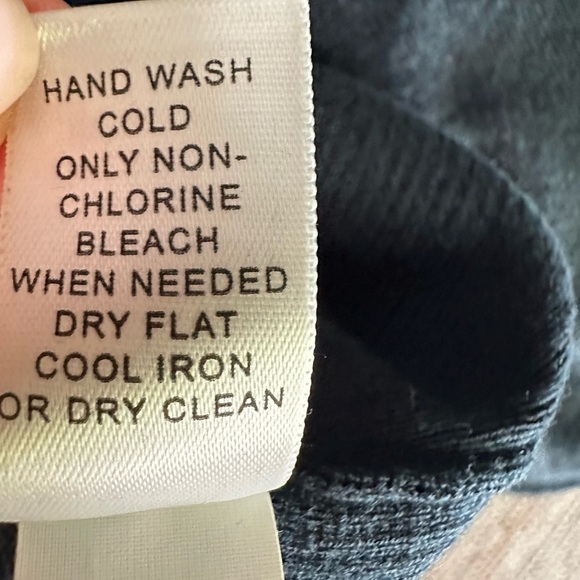 HAND WASH
COLD
ONLY NON-
CHLORINE
BLEACH
WHEN NEEDED
DRY FLAT
COOL IRON
OR DRY CLEAN